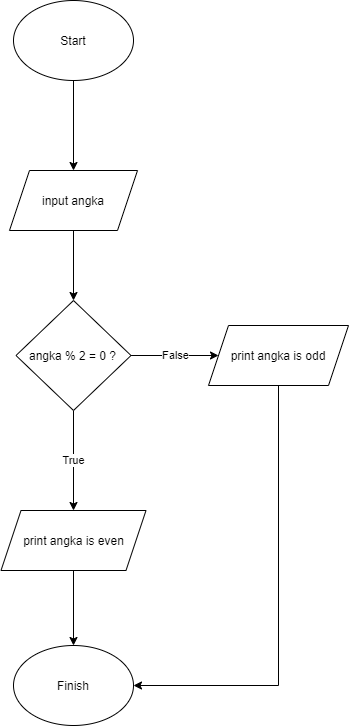 Start
input angka
angka % 2 = 0 ?
False
print angka is odd
True
print angka is even
Finish